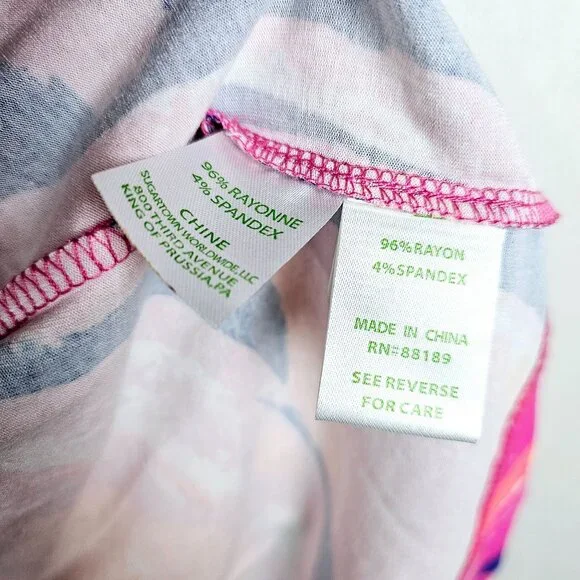 96% RAYONNE
4% SPANDEX
CHINE
SUGARTOWN WORLDWIDE, LLC
800 THIRD AVENUE
KING OF PRUSSIA, PA
96% RAYON
4% SPANDEX
MADE IN CHINA
RN#88189
SEE REVERSE
FOR CARE